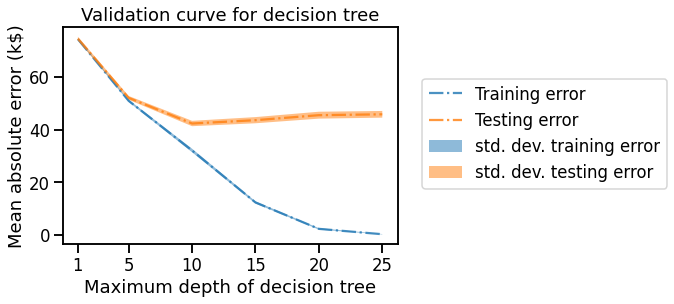 Validation curve for decision tree
Mean absolute error (k$)
60
40
20
0
1
5
10
15
20
25
Maximum depth of decision tree
Training error
Testing error
std. dev. training error
std. dev. testing error